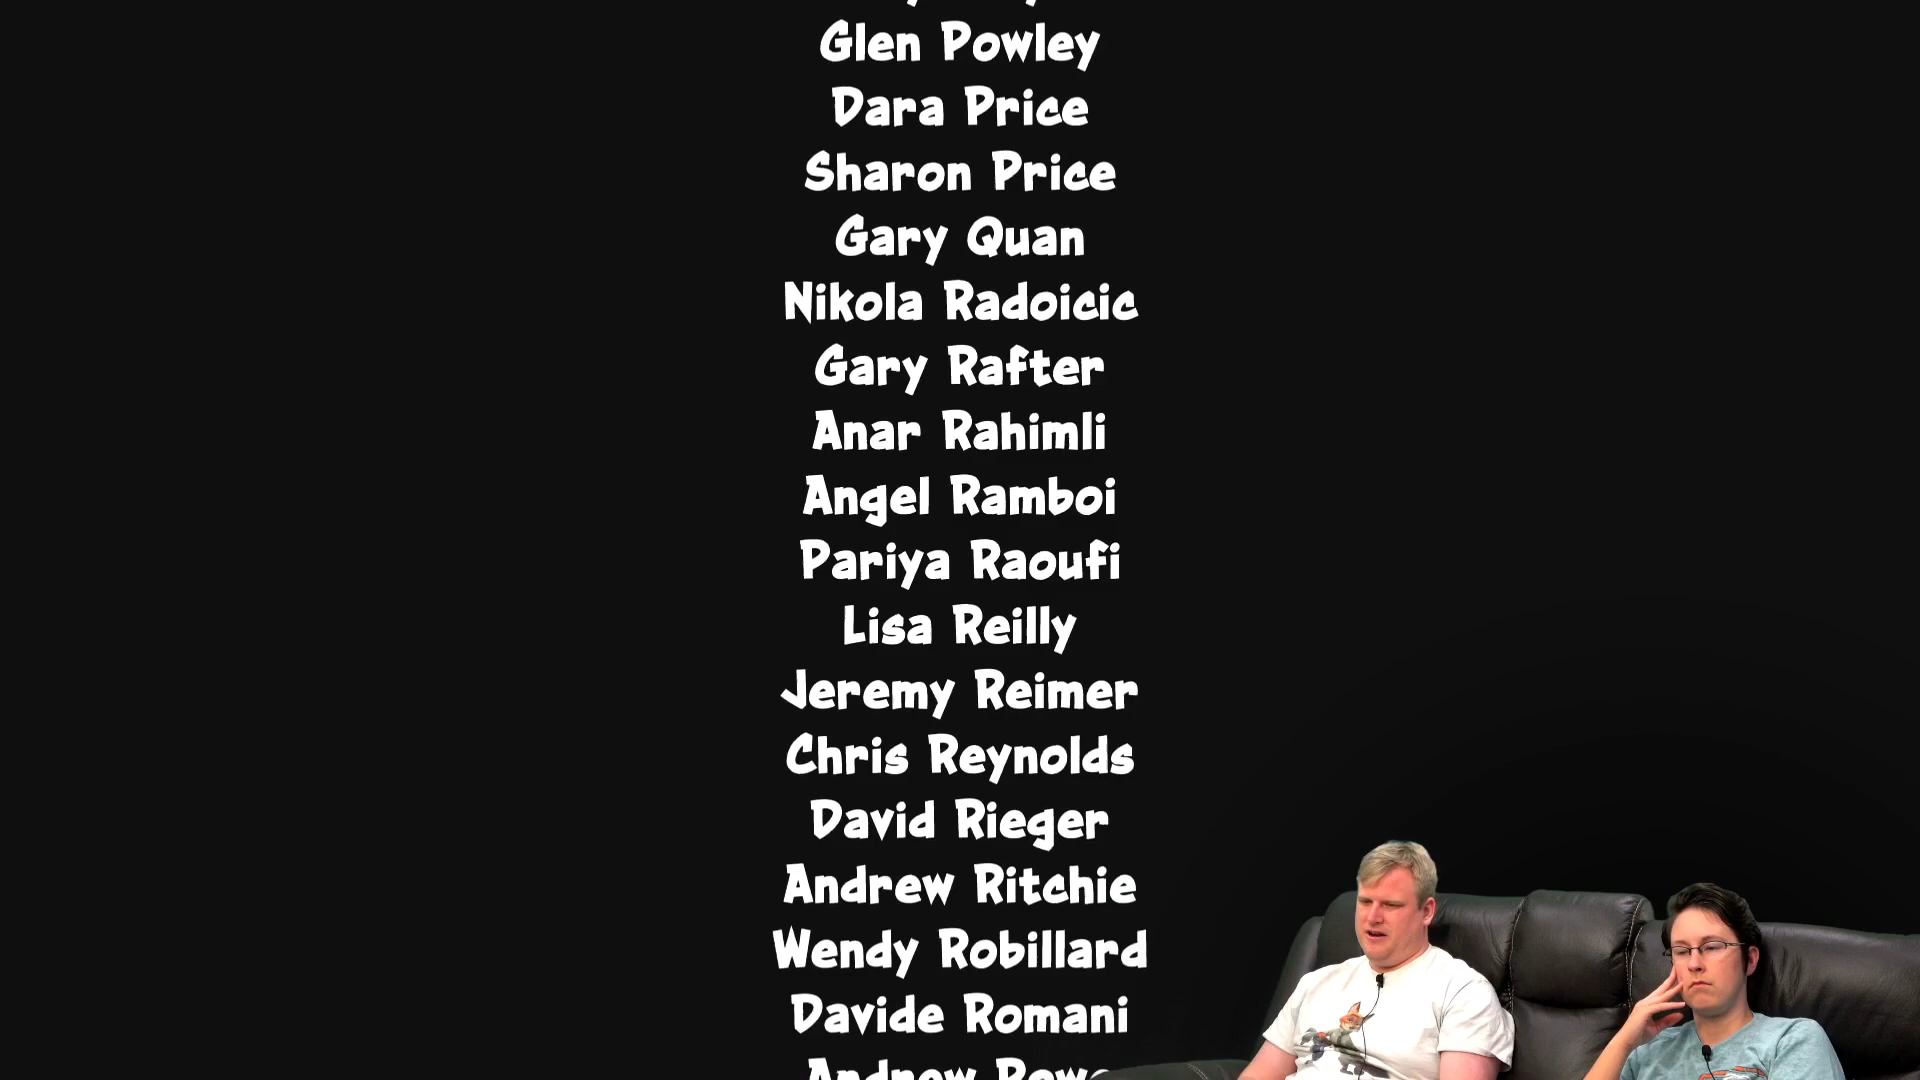 Glen Powley
Dara Price
Sharon Price
Gary Quan
Nikola Radoicic
Gary Rafter
Anar Rahimli
Angel Ramboi
Pariya Raoufi
Lisa Reilly
Jeremy Reimer
Chris Reynolds
David Rieger
Andrew Ritchie
Wendy Robillard
Davide Romani
Andrew